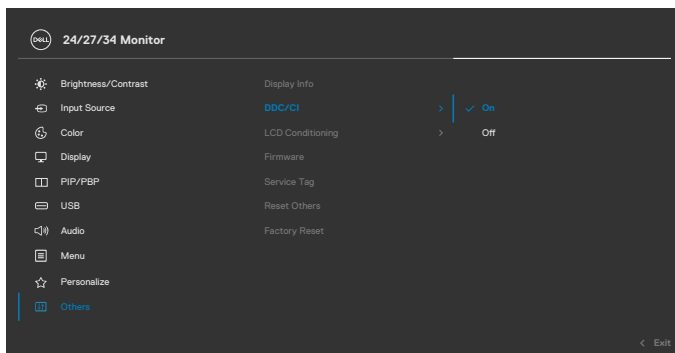 DELL 24/27/34 Monitor
Brightness/Contrast Display Info
Input Source DDC/CI > ✓ On
Color LCD Conditioning > Off
Display Firmware
PIP/PBP Service Tag
USB Reset Others
Audio Factory Reset
Menu
Personalize
Others
< Exit